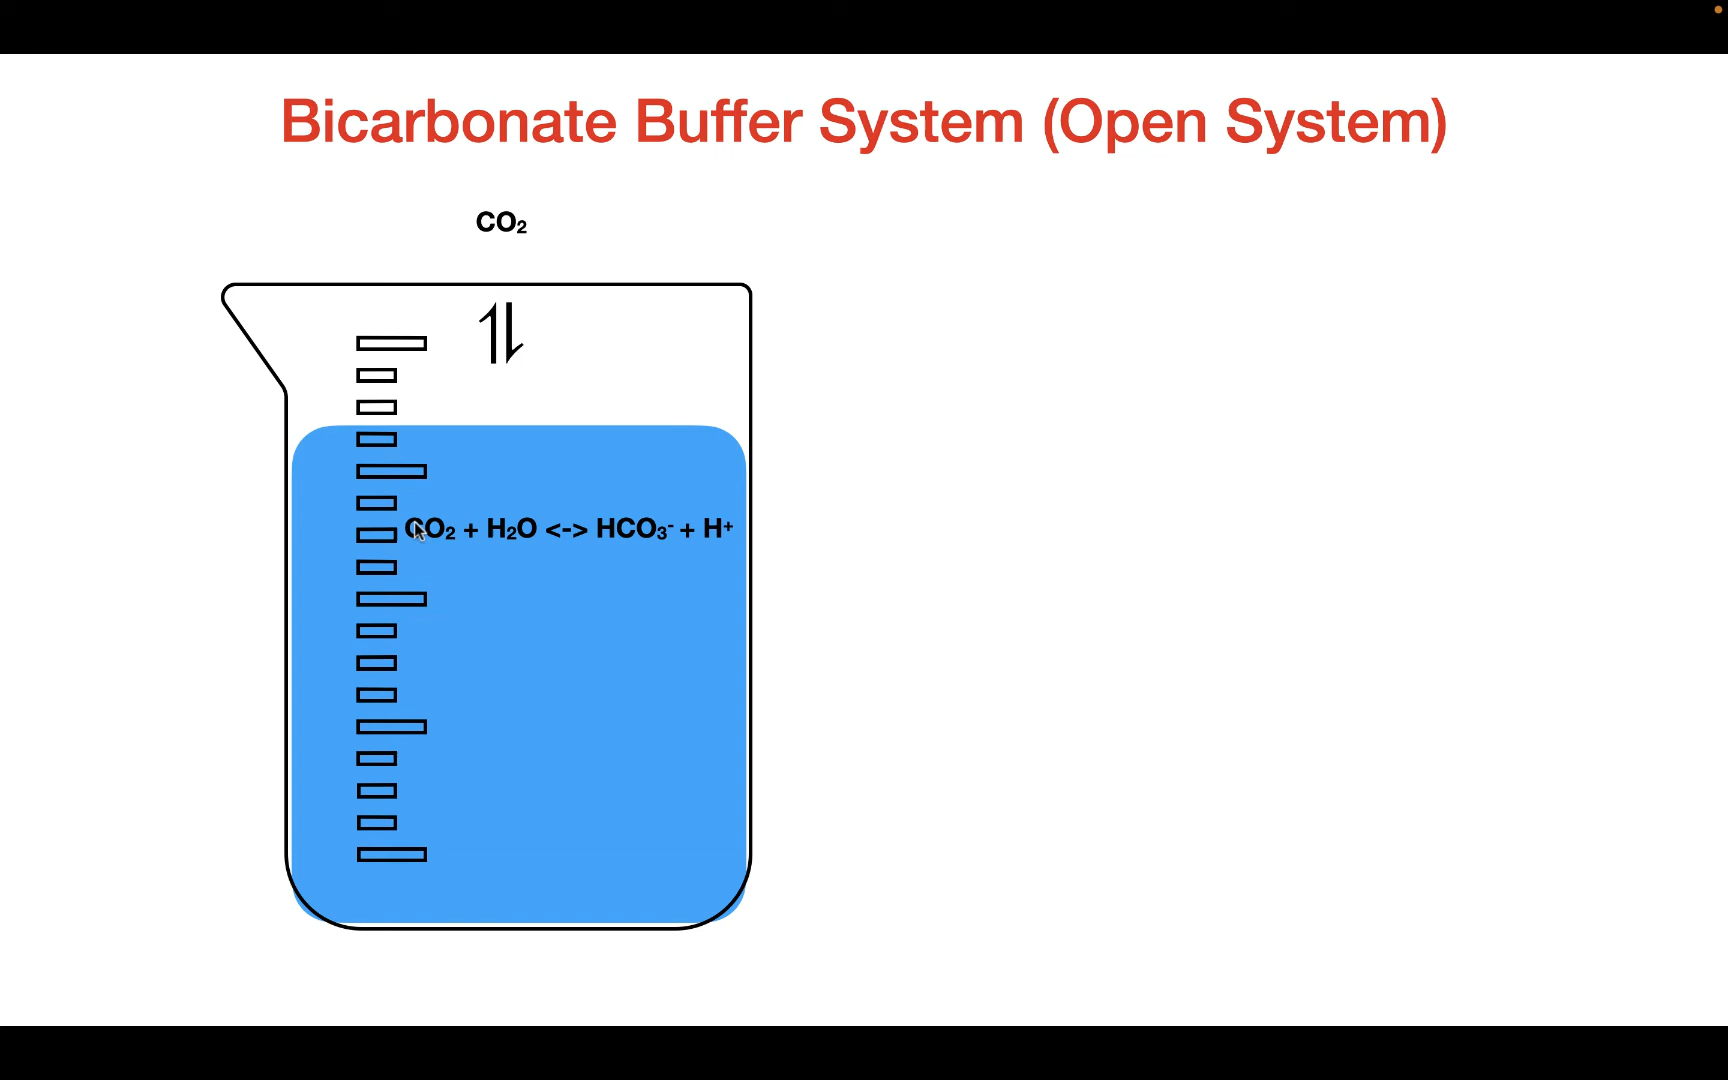 Bicarbonate Buffer System (Open System)
CO₂
CO₂ + H₂O <-> HCO₃⁻ + H⁺